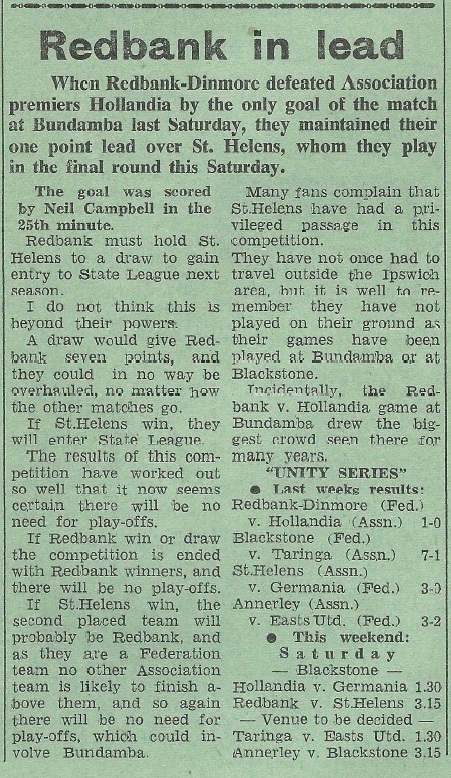 Redbank in lead
When Redbank-Dinmore defeated Association
premiers Hollandia by the only goal of the match
at Bundamba last Saturday, they maintained their
one point lead over St. Helens, whom they play
in the final round this Saturday.
The goal was scored
by Neil Campbell in the
25th minute.
Redbank must hold St.
Helens to a draw to gain
entry to State League next
season.
I do not think this is
beyond their powers.
A draw would give Red-
bank seven points, and
they could in no way be
overhauled, no matter how
the other matches go.
If St.Helens win, they
will enter State League.
The results of this com-
petition have worked out
so well that it now seems
certain there will be no
need for play-offs.
If Redbank win or draw
the competition is ended
with Redbank winners, and
there will be no play-offs.
If St.Helens win, the
second placed team will
probably be Redbank, and
as they are a Federation
team no other Association
team is likely to finish a-
bove them, and so again
there will be no need for
play-offs, which could in-
volve Bundamba.
Many fans complain that
St.Helens have had a pri-
vileged passage in this
competition.
They have not once had to
travel outside the Ipswich
area, but it is well to re-
member they have not
played on their ground as
their games have been
played at Bundamba or at
Blackstone.
Incidentally, the Red-
bank v. Hollandia game at
Bundamba drew the big-
gest crowd seen there for
many years.
"UNITY SERIES"
● Last weeks results:
Redbank-Dinmore (Fed.)
v. Hollandia (Assn.) 1-0
Blackstone (Fed.)
v. Taringa (Assn.) 7-1
St.Helens (Assn.)
v. Germania (Fed.) 3-0
Annerley (Assn.)
v. Easts Utd. (Fed.) 3-2
● This weekend:
Saturday
— Blackstone —
Hollandia v. Germania 1.30
Redbank v. St.Helens 3.15
— Venue to be decided —
Taringa v. Easts Utd. 1.30
Annerley v. Blackstone 3.15